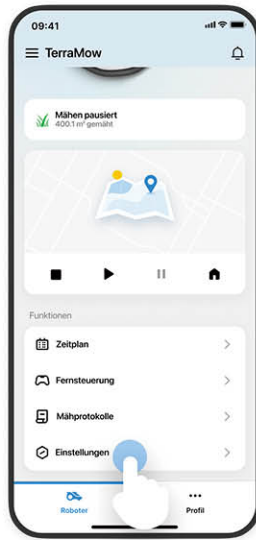 09:41
TerraMow
Mähen pausiert
400.1 m² gemäht
Funktionen
Zeitplan
Fernsteuerung
Mähprotokolle
Einstellungen
Roboter
Profil